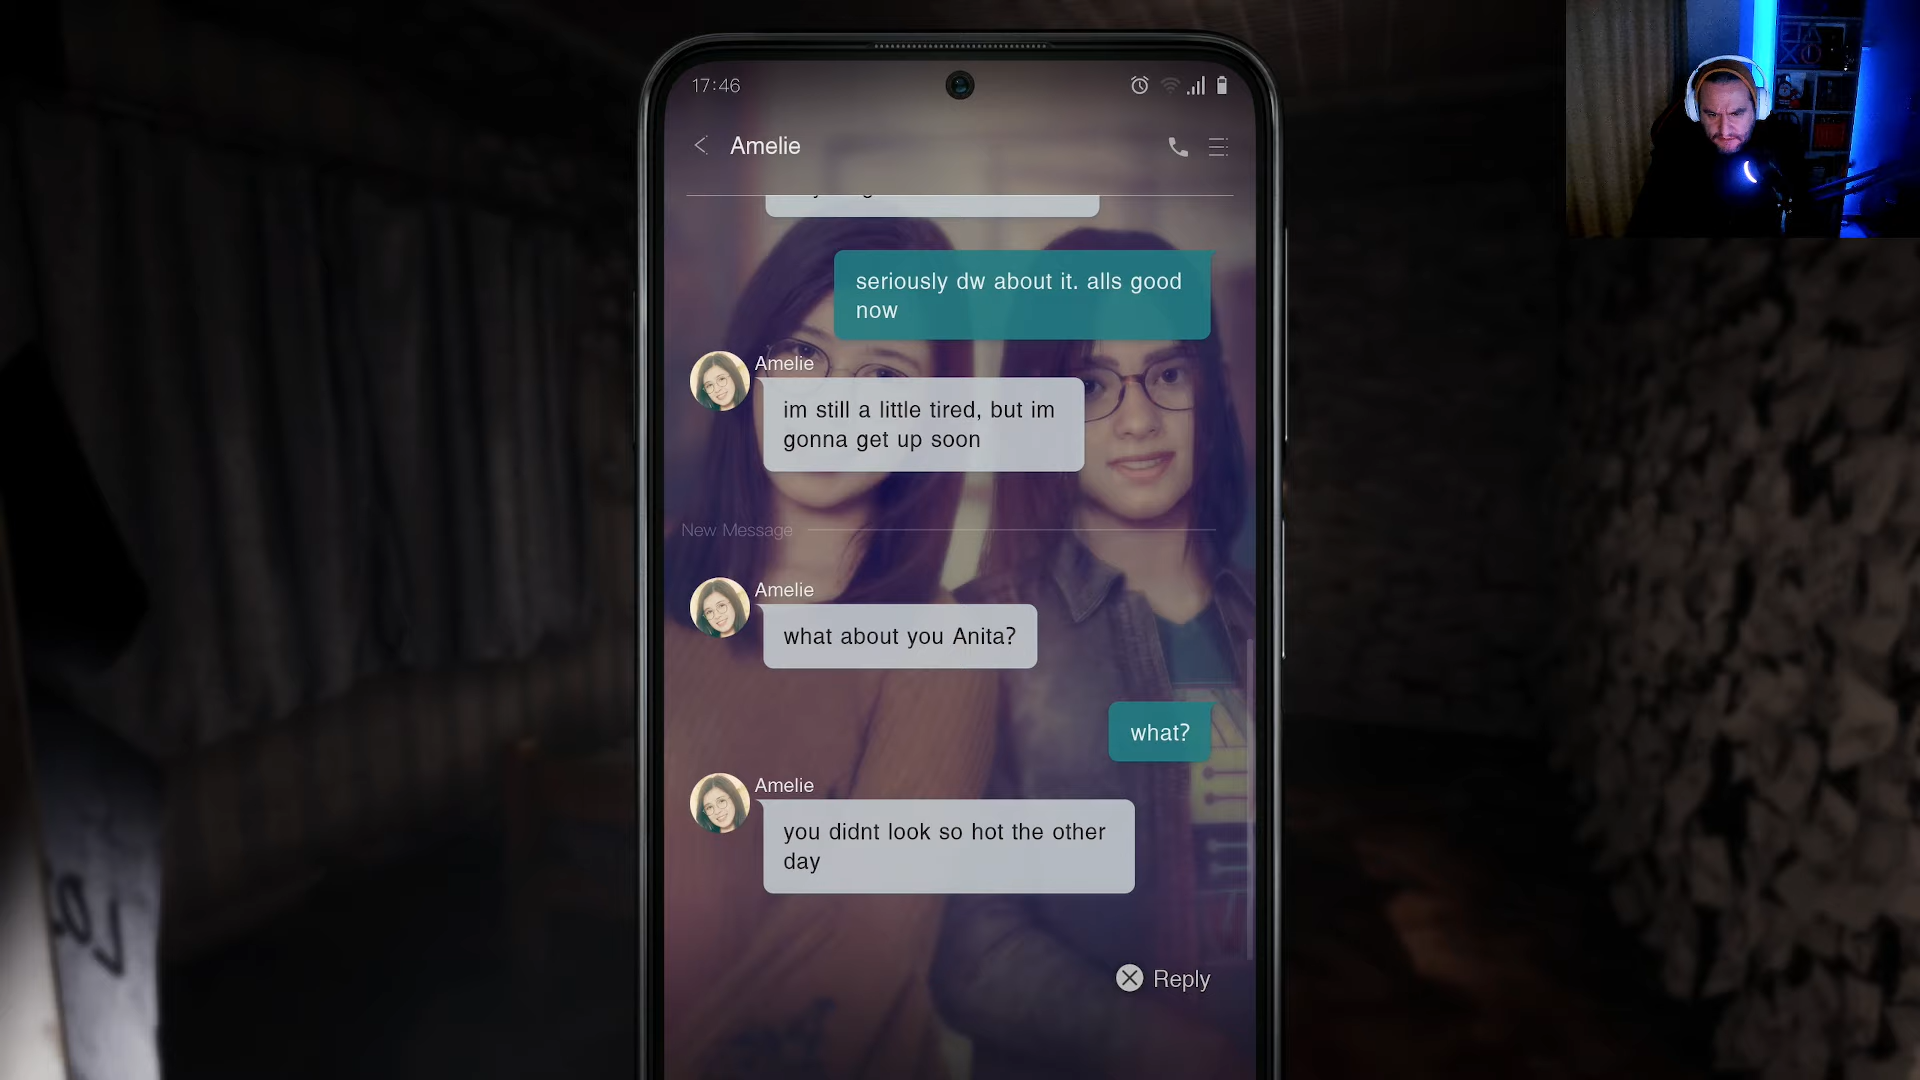 17:46
Amelie
seriously dw about it. alls good
now
Amelie
im still a little tired, but im
gonna get up soon
New Message
Amelie
what about you Anita?
what?
Amelie
you didnt look so hot the other
day
Reply